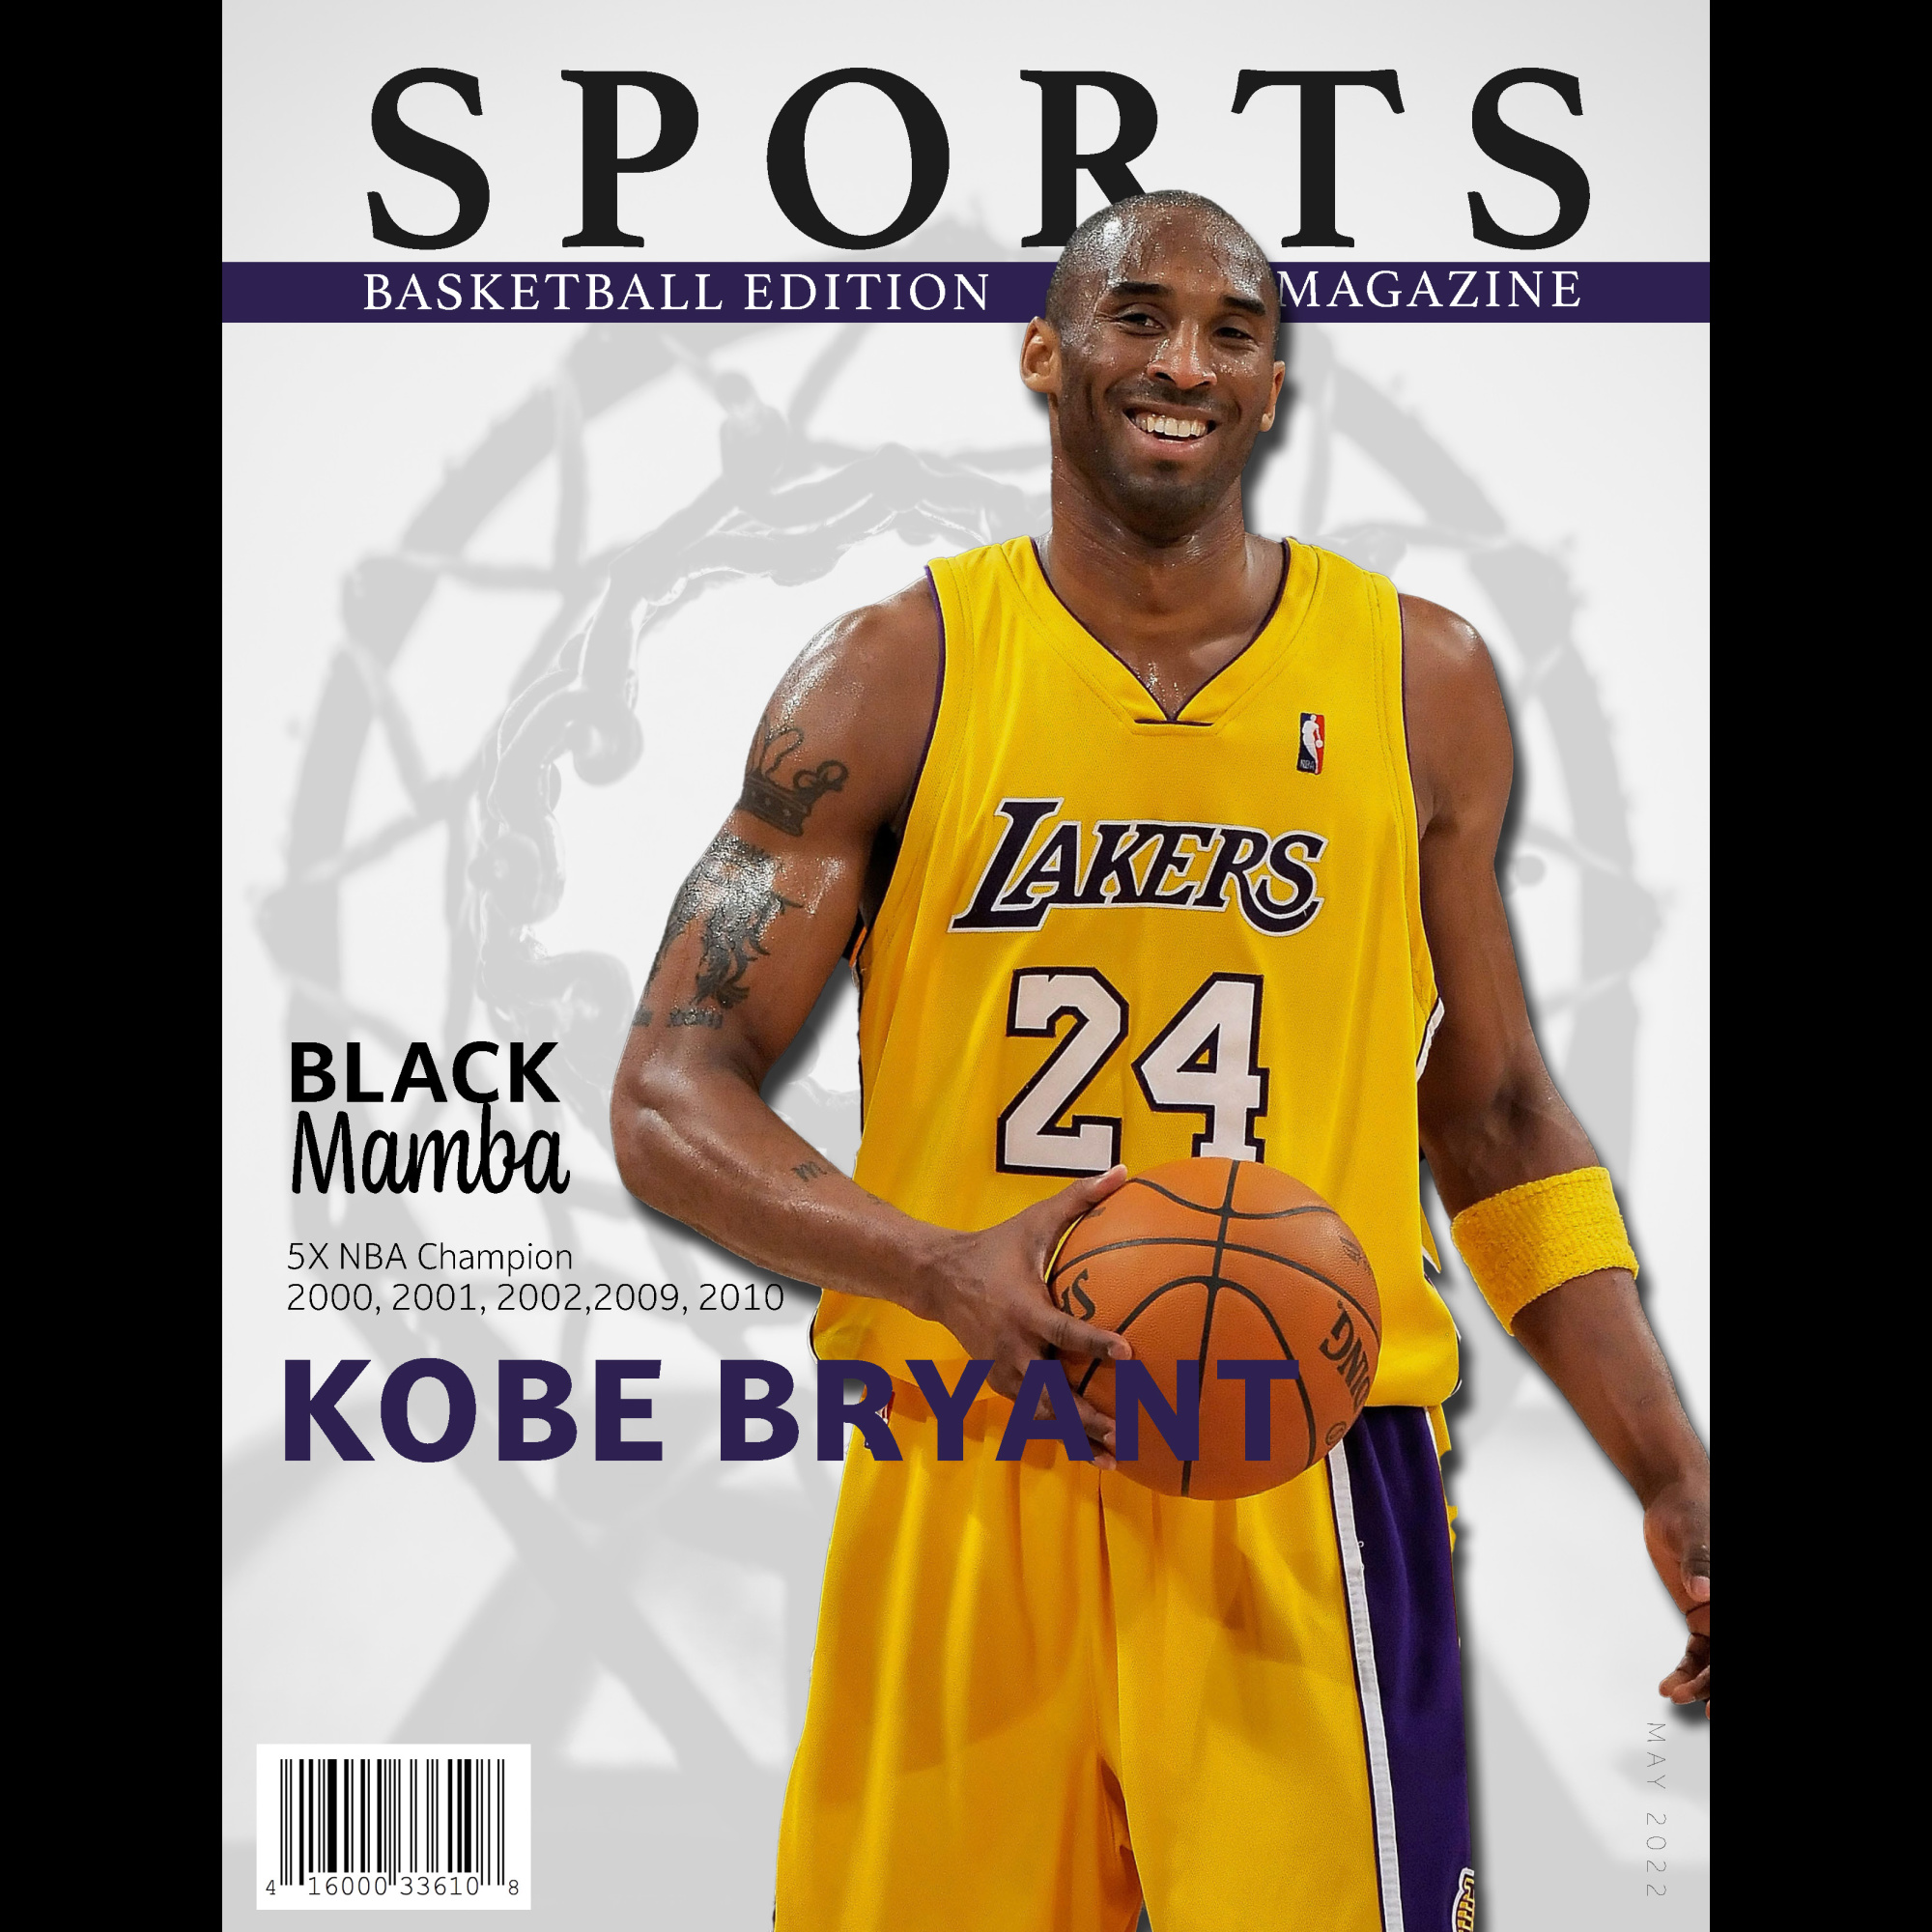 SPORTS
BASKETBALL EDITION MAGAZINE
NBA
LAKERS
24
BLACK
Mamba
5X NBA Champion
2000, 2001, 2002,2009, 2010
KOBE BRYANT
MAY 2022
4 16000 33610 8